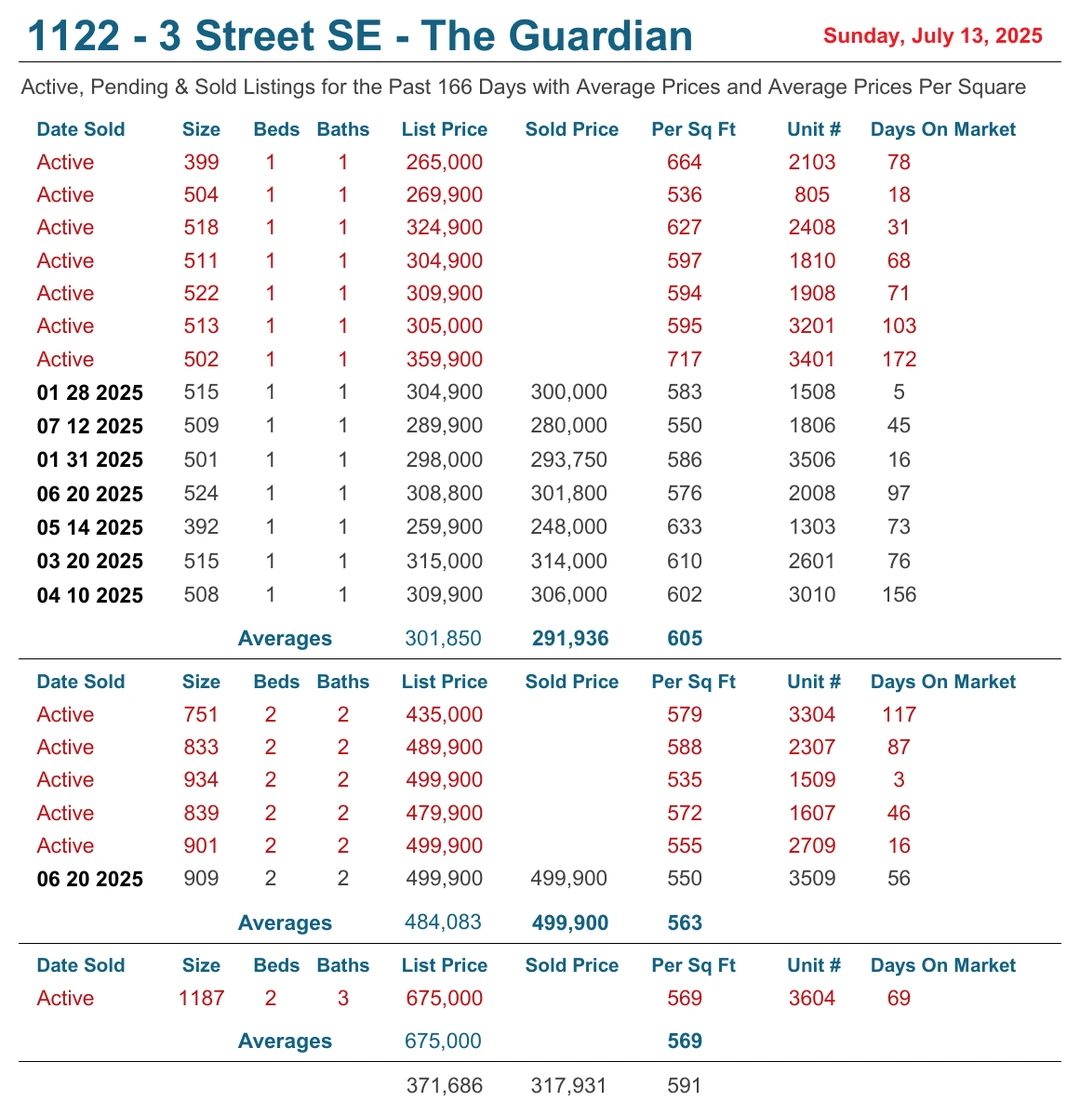 1122 - 3 Street SE - The Guardian Sunday, July 13, 2025
Active, Pending & Sold Listings for the Past 166 Days with Average Prices and Average Prices Per Square
Date Sold Size Beds Baths List Price Sold Price Per Sq Ft Unit # Days On Market
Active 399 1 1 265,000 664 2103 78
Active 504 1 1 269,900 536 805 18
Active 518 1 1 324,900 627 2408 31
Active 511 1 1 304,900 597 1810 68
Active 522 1 1 309,900 594 1908 71
Active 513 1 1 305,000 595 3201 103
Active 502 1 1 359,900 717 3401 172
01 28 2025 515 1 1 304,900 300,000 583 1508 5
07 12 2025 509 1 1 289,900 280,000 550 1806 45
01 31 2025 501 1 1 298,000 293,750 586 3506 16
06 20 2025 524 1 1 308,800 301,800 576 2008 97
05 14 2025 392 1 1 259,900 248,000 633 1303 73
03 20 2025 515 1 1 315,000 314,000 610 2601 76
04 10 2025 508 1 1 309,900 306,000 602 3010 156
Averages 301,850 291,936 605
Date Sold Size Beds Baths List Price Sold Price Per Sq Ft Unit # Days On Market
Active 751 2 2 435,000 579 3304 117
Active 833 2 2 489,900 588 2307 87
Active 934 2 2 499,900 535 1509 3
Active 839 2 2 479,900 572 1607 46
Active 901 2 2 499,900 555 2709 16
06 20 2025 909 2 2 499,900 499,900 550 3509 56
Averages 484,083 499,900 563
Date Sold Size Beds Baths List Price Sold Price Per Sq Ft Unit # Days On Market
Active 1187 2 3 675,000 569 3604 69
Averages 675,000 569
371,686 317,931 591